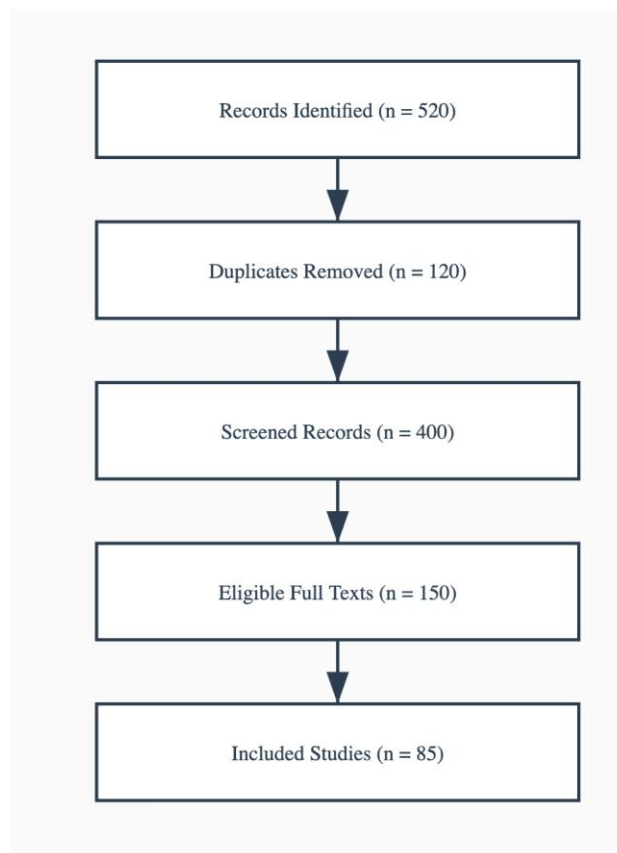 Records Identified (n = 520)
Duplicates Removed (n = 120)
Screened Records (n = 400)
Eligible Full Texts (n = 150)
Included Studies (n = 85)